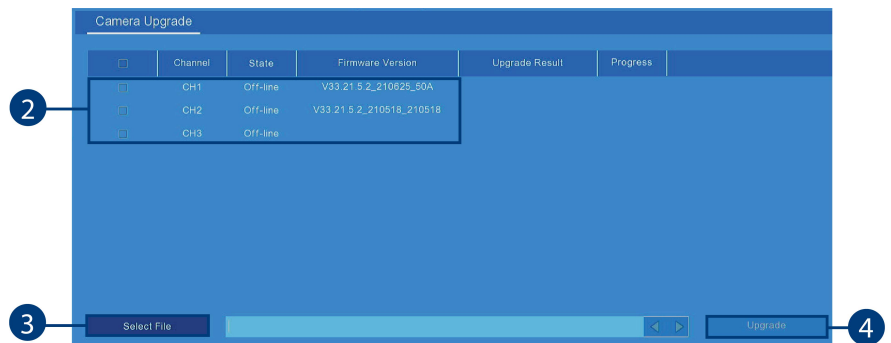 Camera Upgrade
Channel State Firmware Version Upgrade Result Progress
CH1 Off-line V33.21.5.2_210625_50A
2 CH2 Off-line V33.21.5.2_210518_210518
CH3 Off-line
3 Select File Upgrade 4